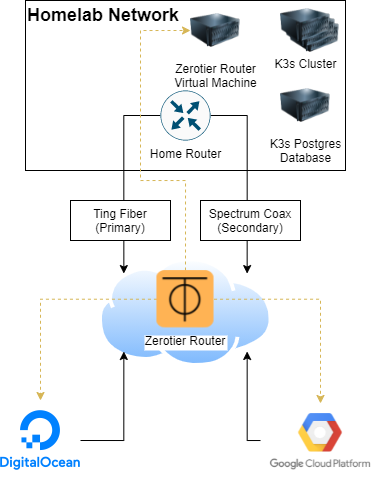 Homelab Network
Zerotier Router
Virtual Machine
K3s Cluster
Home Router
K3s Postgres
Database
Ting Fiber
(Primary)
Spectrum Coax
(Secondary)
Zerotier Router
DigitalOcean
Google Cloud Platform